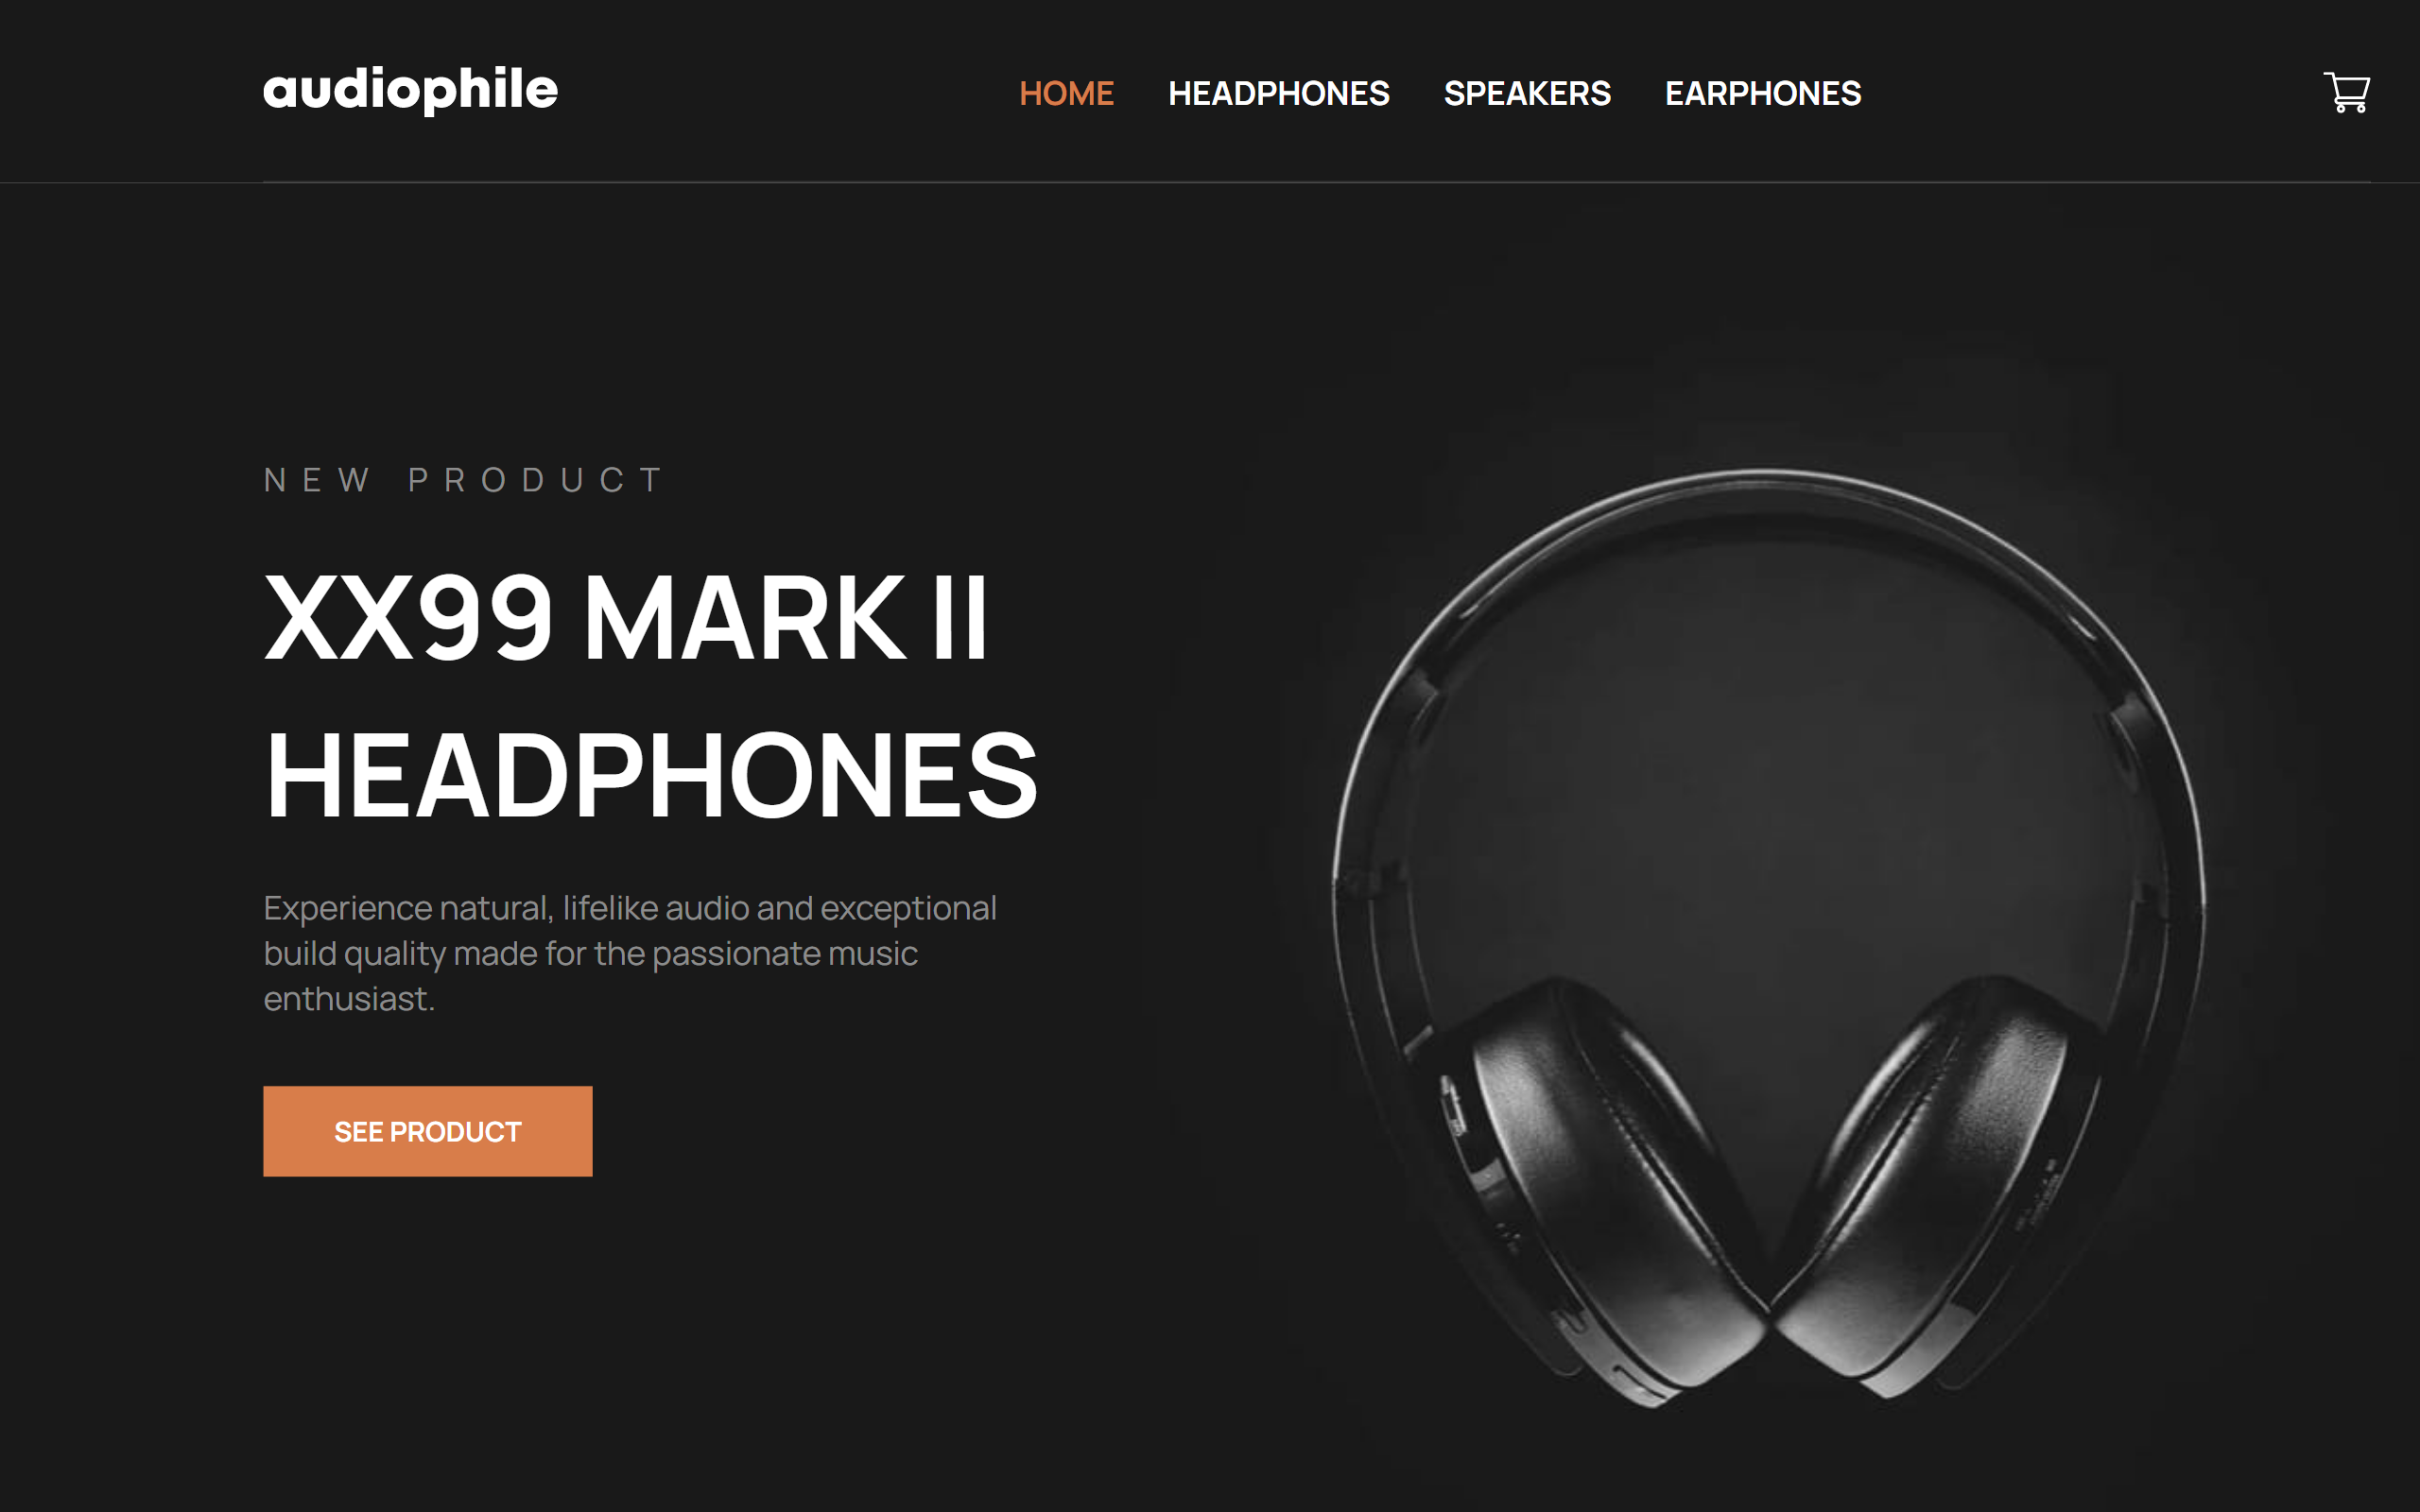 audiophile
HOME HEADPHONES SPEAKERS EARPHONES
NEW PRODUCT
XX99 MARK II
HEADPHONES
Experience natural, lifelike audio and exceptional
build quality made for the passionate music
enthusiast.
SEE PRODUCT